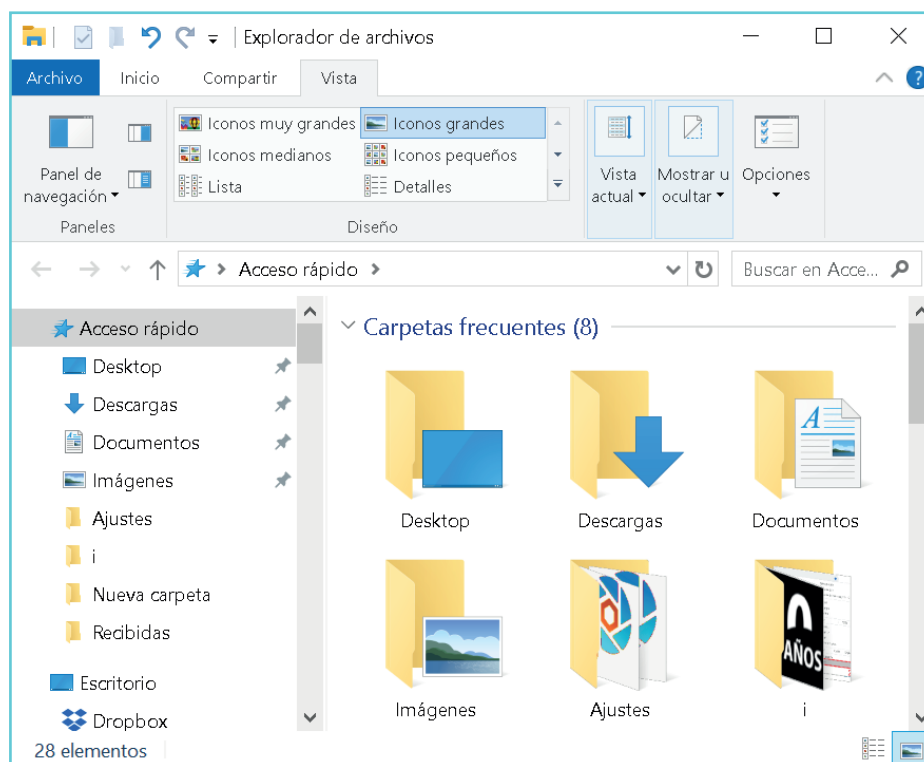 Explorador de archivos
Archivo Inicio Compartir Vista
?
Iconos muy grandes Iconos grandes
Iconos medianos Iconos pequeños
Lista Detalles
Panel de navegación
Vista actual
Mostrar u ocultar
Opciones
Paneles Diseño
Acceso rápido
Buscar en Acce...
Acceso rápido
Desktop
Descargas
Documentos
Imágenes
Ajustes
i
Nueva carpeta
Recibidas
Escritorio
Dropbox
Carpetas frecuentes (8)
A
Desktop Descargas Documentos
AÑOS
Imágenes Ajustes i
28 elementos